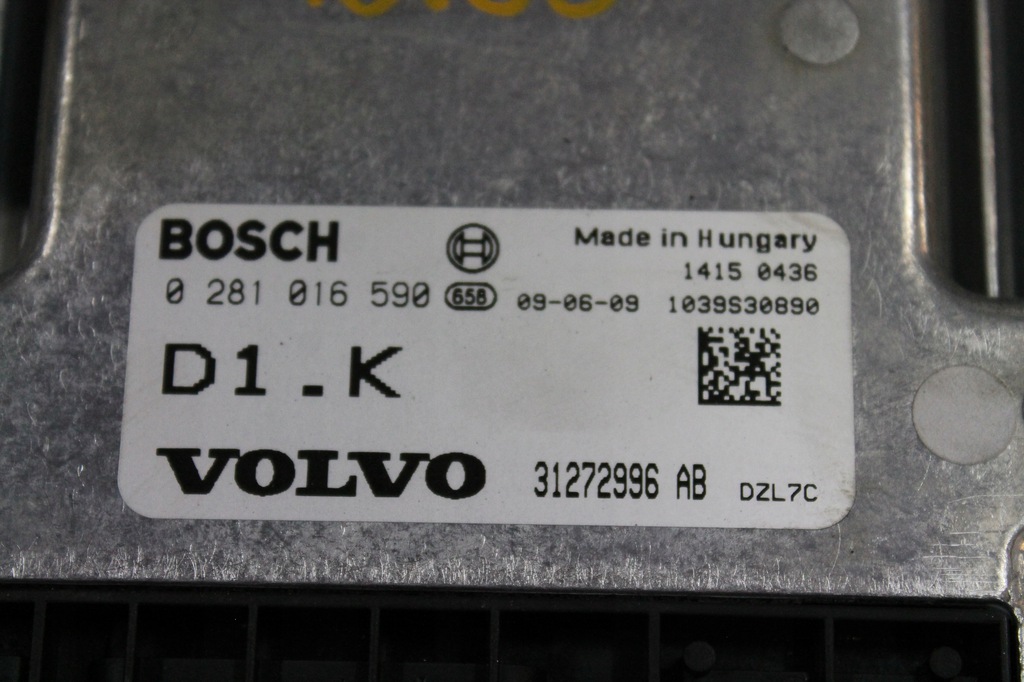 BOSCH Made in Hungary
1415 0436
0 281 016 590 658 09-06-09 1039S30890
D1.K
VOLVO 31272996 AB DZL7C